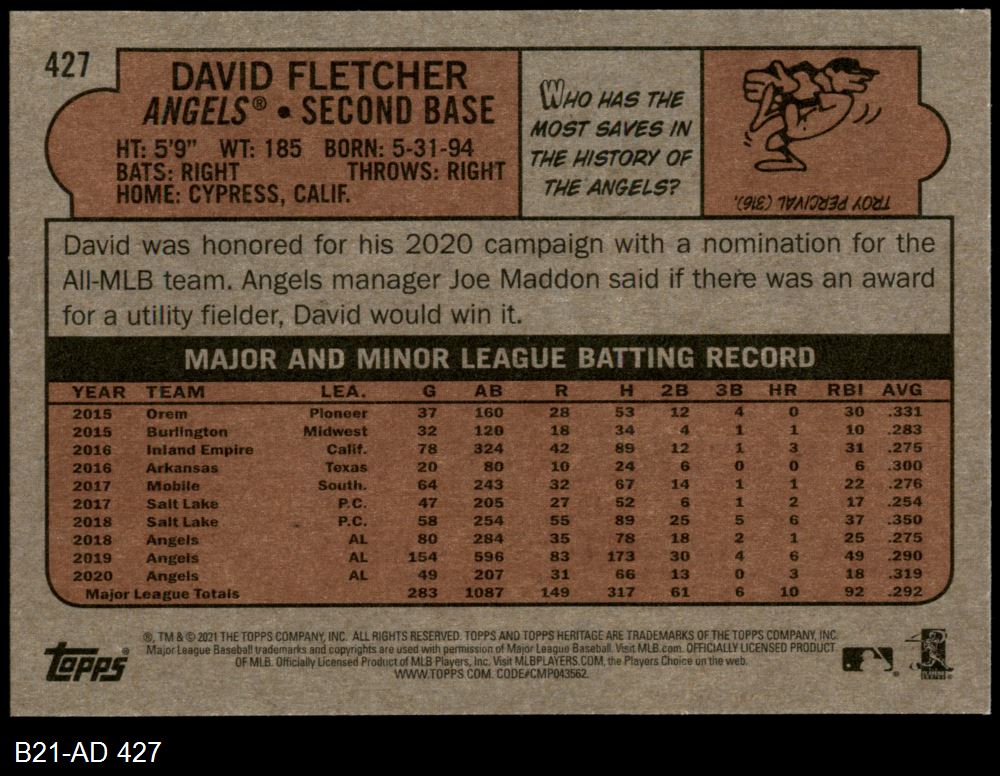 427
DAVID FLETCHER
ANGELS® • SECOND BASE
HT: 5'9" WT: 185 BORN: 5-31-94
BATS: RIGHT THROWS: RIGHT
HOME: CYPRESS, CALIF.
WHO HAS THE
MOST SAVES IN
THE HISTORY OF
THE ANGELS?
TROY PERCIVAL (316).
David was honored for his 2020 campaign with a nomination for the
All-MLB team. Angels manager Joe Maddon said if there was an award
for a utility fielder, David would win it.
MAJOR AND MINOR LEAGUE BATTING RECORD
YEAR TEAM LEA. G AB R H 2B 3B HR RBI AVG
2015 Orem Pioneer 37 160 28 53 12 4 0 30 .331
2015 Burlington Midwest 32 120 18 34 4 1 1 10 .283
2016 Inland Empire Calif. 78 324 42 89 12 1 3 31 .275
2016 Arkansas Texas 20 80 10 24 6 0 0 6 .300
2017 Mobile South. 64 243 32 67 14 1 1 22 .276
2017 Salt Lake P.C. 47 205 27 52 6 1 2 17 .254
2018 Salt Lake P.C. 58 254 55 89 25 5 6 37 .350
2018 Angels AL 80 284 35 78 18 2 1 25 .275
2019 Angels AL 154 596 83 173 30 4 6 49 .290
2020 Angels AL 49 207 31 66 13 0 3 18 .319
Major League Totals 283 1087 149 317 61 6 10 92 .292
topps®
®, TM & © 2021 THE TOPPS COMPANY, INC. ALL RIGHTS RESERVED. TOPPS AND TOPPS HERITAGE ARE TRADEMARKS OF THE TOPPS COMPANY, INC.
Major League Baseball trademarks and copyrights are used with permission of Major League Baseball. Visit MLB.com. OFFICIALLY LICENSED PRODUCT
OF MLB. Officially Licensed Product of MLB Players, Inc. Visit MLBPLAYERS.COM, the Players Choice on the web.
WWW.TOPPS.COM. CODE#CMP043562.
B21-AD 427